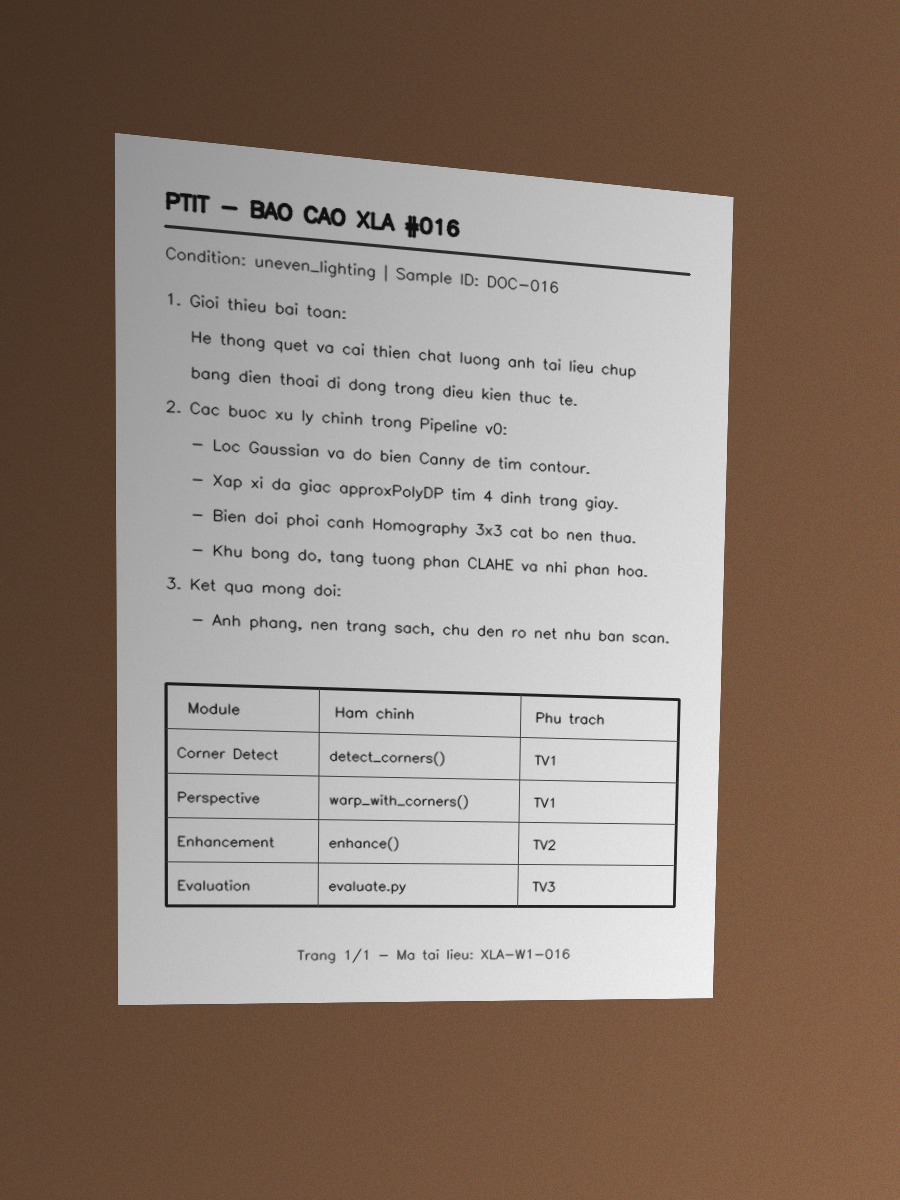 PTIT - BAO CAO XLA #016
Condition: uneven_lighting | Sample ID: DOC-016
1. Gioi thieu bai toan:
He thong quet va cai thien chat luong anh tai lieu chup
bang dien thoai di dong trong dieu kien thuc te.
2. Cac buoc xu ly chinh trong Pipeline v0:
- Loc Gaussian va do bien Canny de tim contour.
- Xap xi da giac approxPolyDP tim 4 dinh trang giay.
- Bien doi phoi canh Homography 3x3 cat bo nen thua.
- Khu bong do, tang tuong phan CLAHE va nhi phan hoa.
3. Ket qua mong doi:
- Anh phang, nen trang sach, chu den ro net nhu ban scan.
Module Ham chinh Phu trach
Corner Detect detect_corners() TV1
Perspective warp_with_corners() TV1
Enhancement enhance() TV2
Evaluation evaluate.py TV3
Trang 1/1 - Ma tai lieu: XLA-W1-016